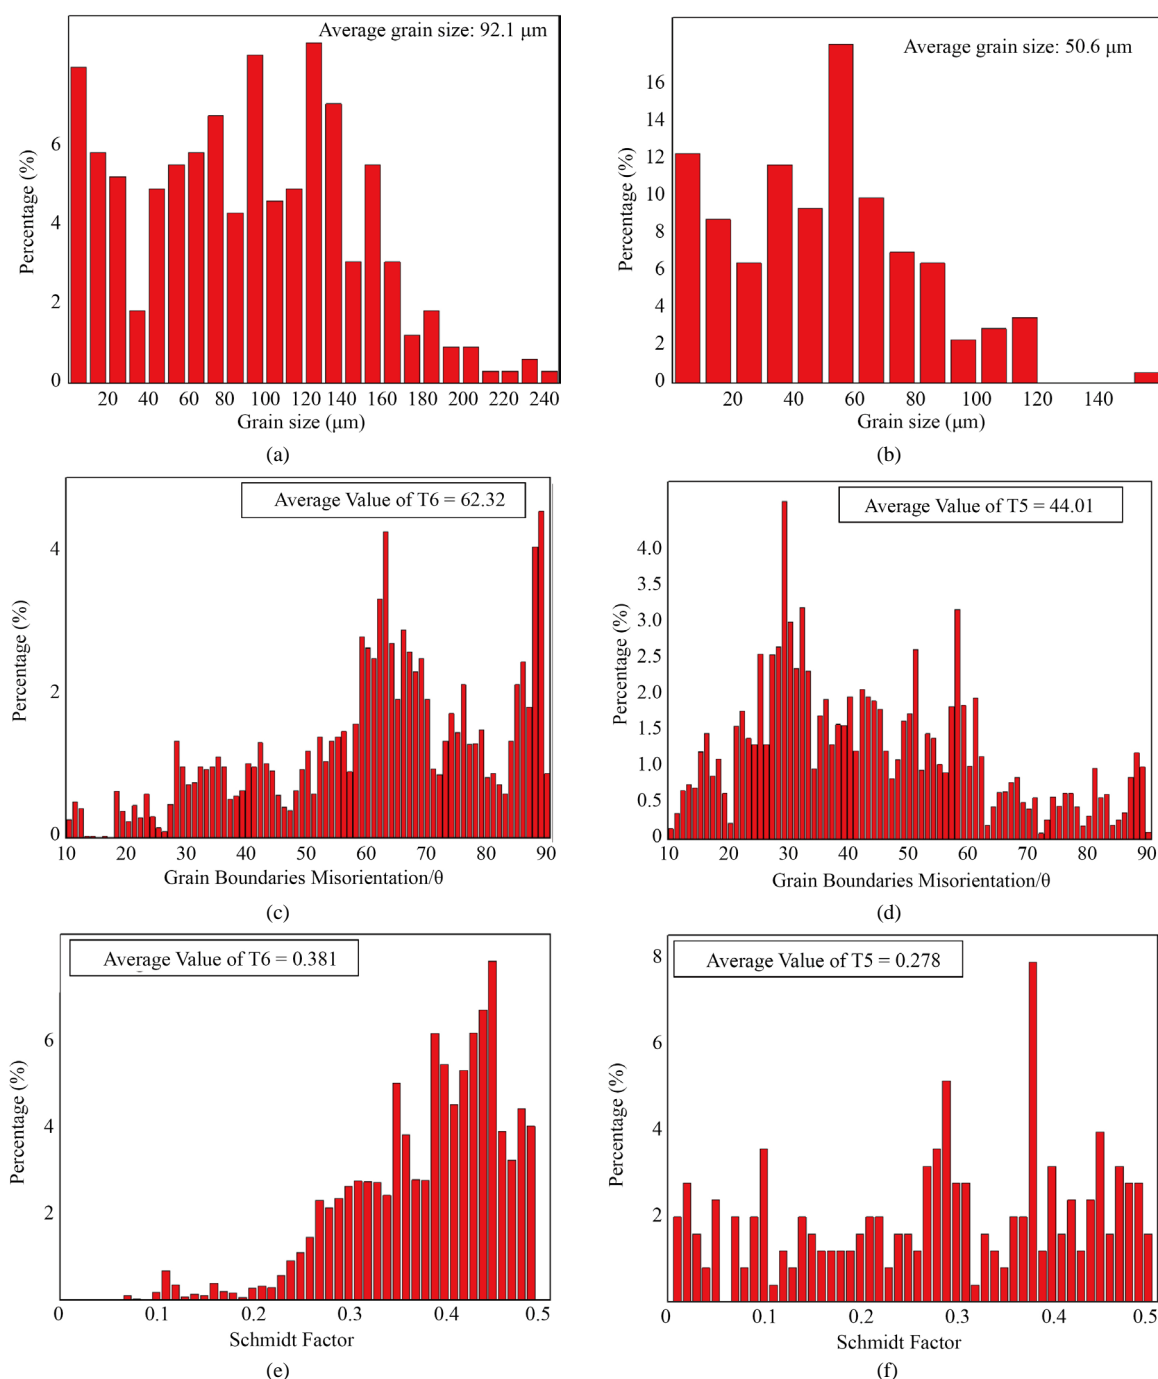 Average grain size: 92.1 μm
Percentage (%)
6
4
2
0
20 40 60 80 100 120 140 160 180 200 220 240
Grain size (μm)
(a)
Average grain size: 50.6 μm
Percentage (%)
16
14
12
10
8
6
4
2
0
20 40 60 80 100 120 140
Grain size (μm)
(b)
Average Value of T6 = 62.32
Percentage (%)
4
2
0
10 20 30 40 50 60 70 80 90
Grain Boundaries Misorientation/θ
(c)
Average Value of T5 = 44.01
Percentage (%)
4.0
3.5
3.0
2.5
2.0
1.5
1.0
0.5
0
10 20 30 40 50 60 70 80 90
Grain Boundaries Misorientation/θ
(d)
Average Value of T6 = 0.381
Percentage (%)
6
4
2
0 0.1 0.2 0.3 0.4 0.5
Schmidt Factor
(e)
Average Value of T5 = 0.278
Percentage (%)
8
6
4
2
0 0.1 0.2 0.3 0.4 0.5
Schmidt Factor
(f)